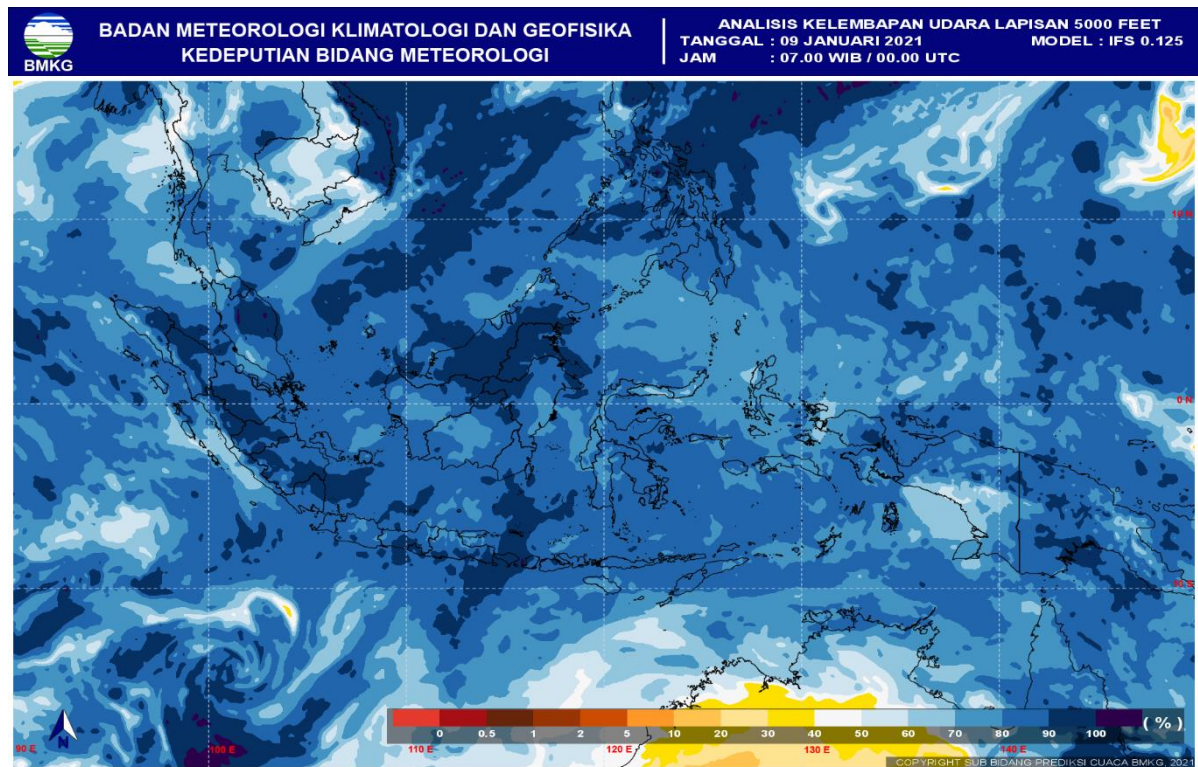 BMKG
BADAN METEOROLOGI KLIMATOLOGI DAN GEOFISIKA
KEDEPUTIAN BIDANG METEOROLOGI
ANALISIS KELEMBAPAN UDARA LAPISAN 5000 FEET
TANGGAL : 09 JANUARI 2021 MODEL : IFS 0.125
JAM : 07.00 WIB / 00.00 UTC
10 N
0 N
10 S
N
( % )
0 0.5 1 2 5 10 20 30 40 50 60 70 80 90 100
90 E 100 E 110 E 120 E 130 E 140 E
COPYRIGHT SUB BIDANG PREDIKSI CUACA BMKG, 2021